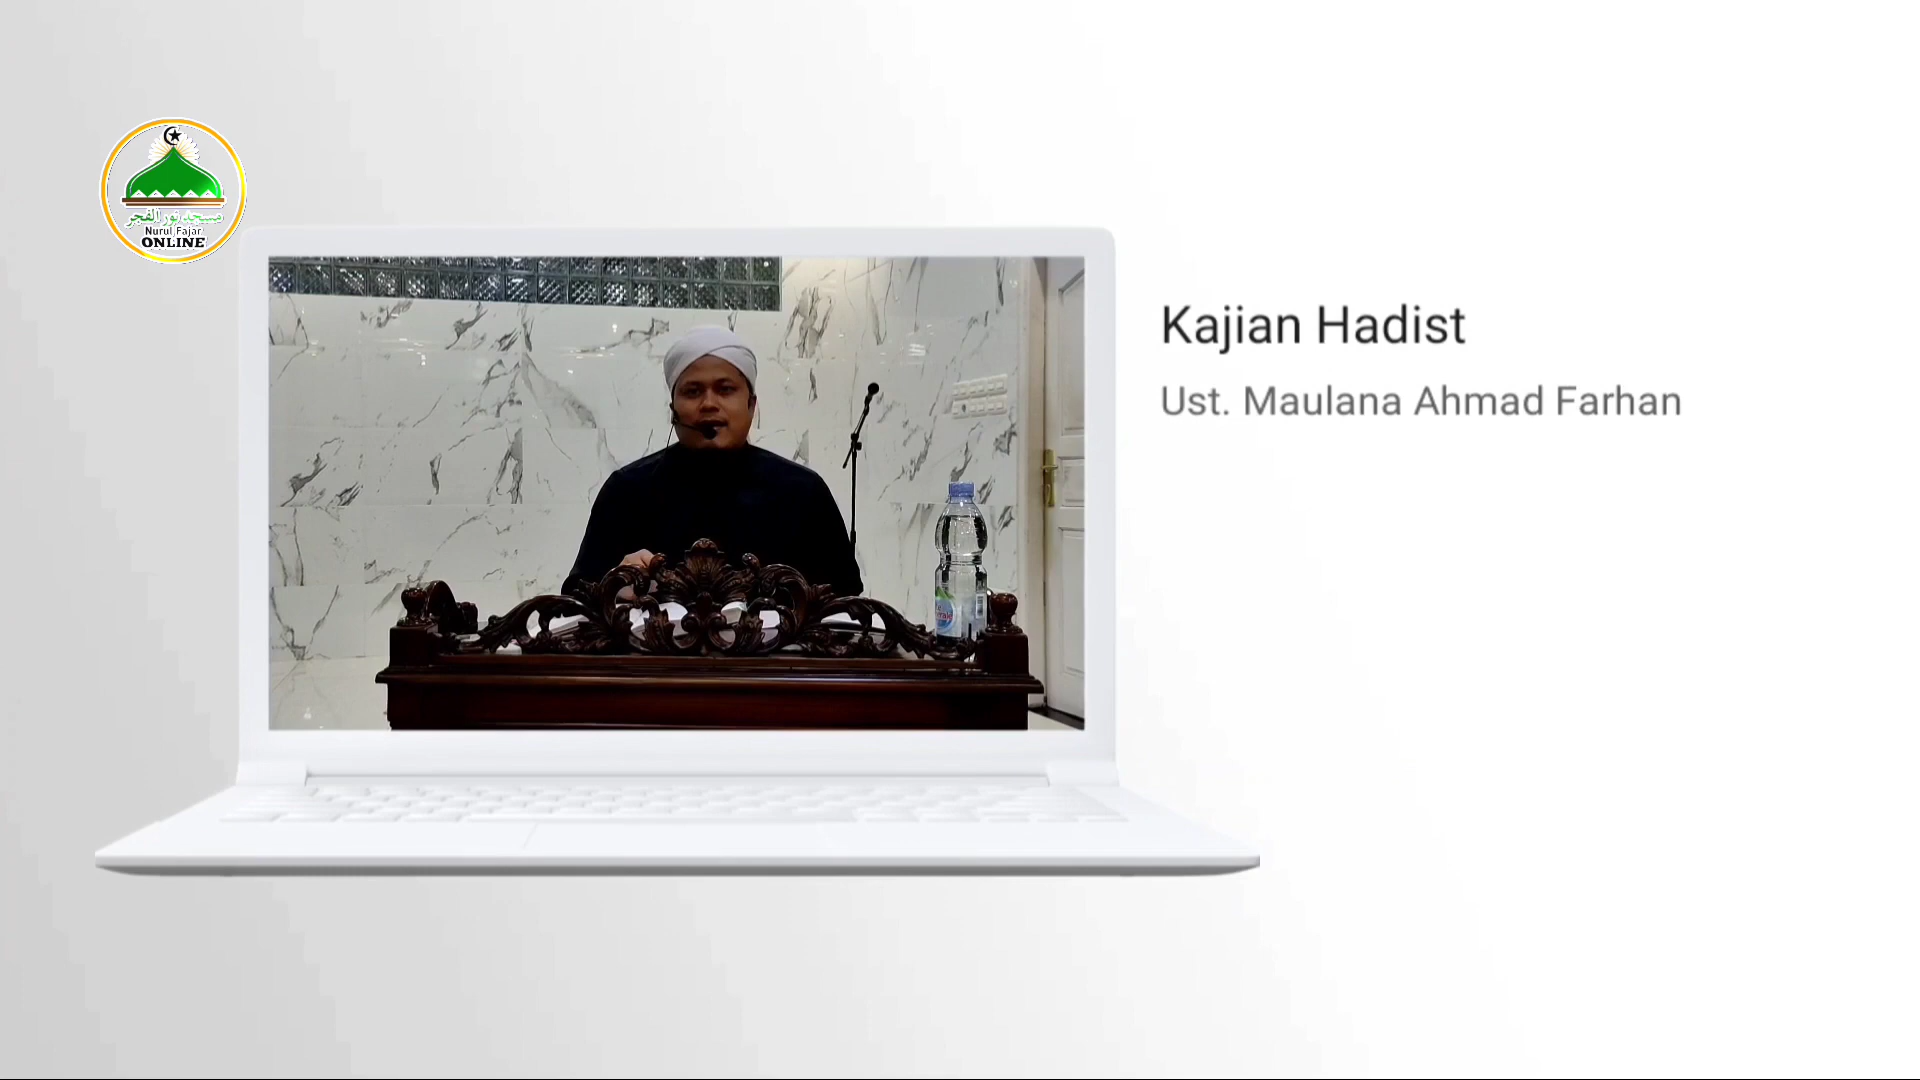 مسجد نور الفجر
Nurul Fajar
ONLINE
Kajian Hadist
Ust. Maulana Ahmad Farhan